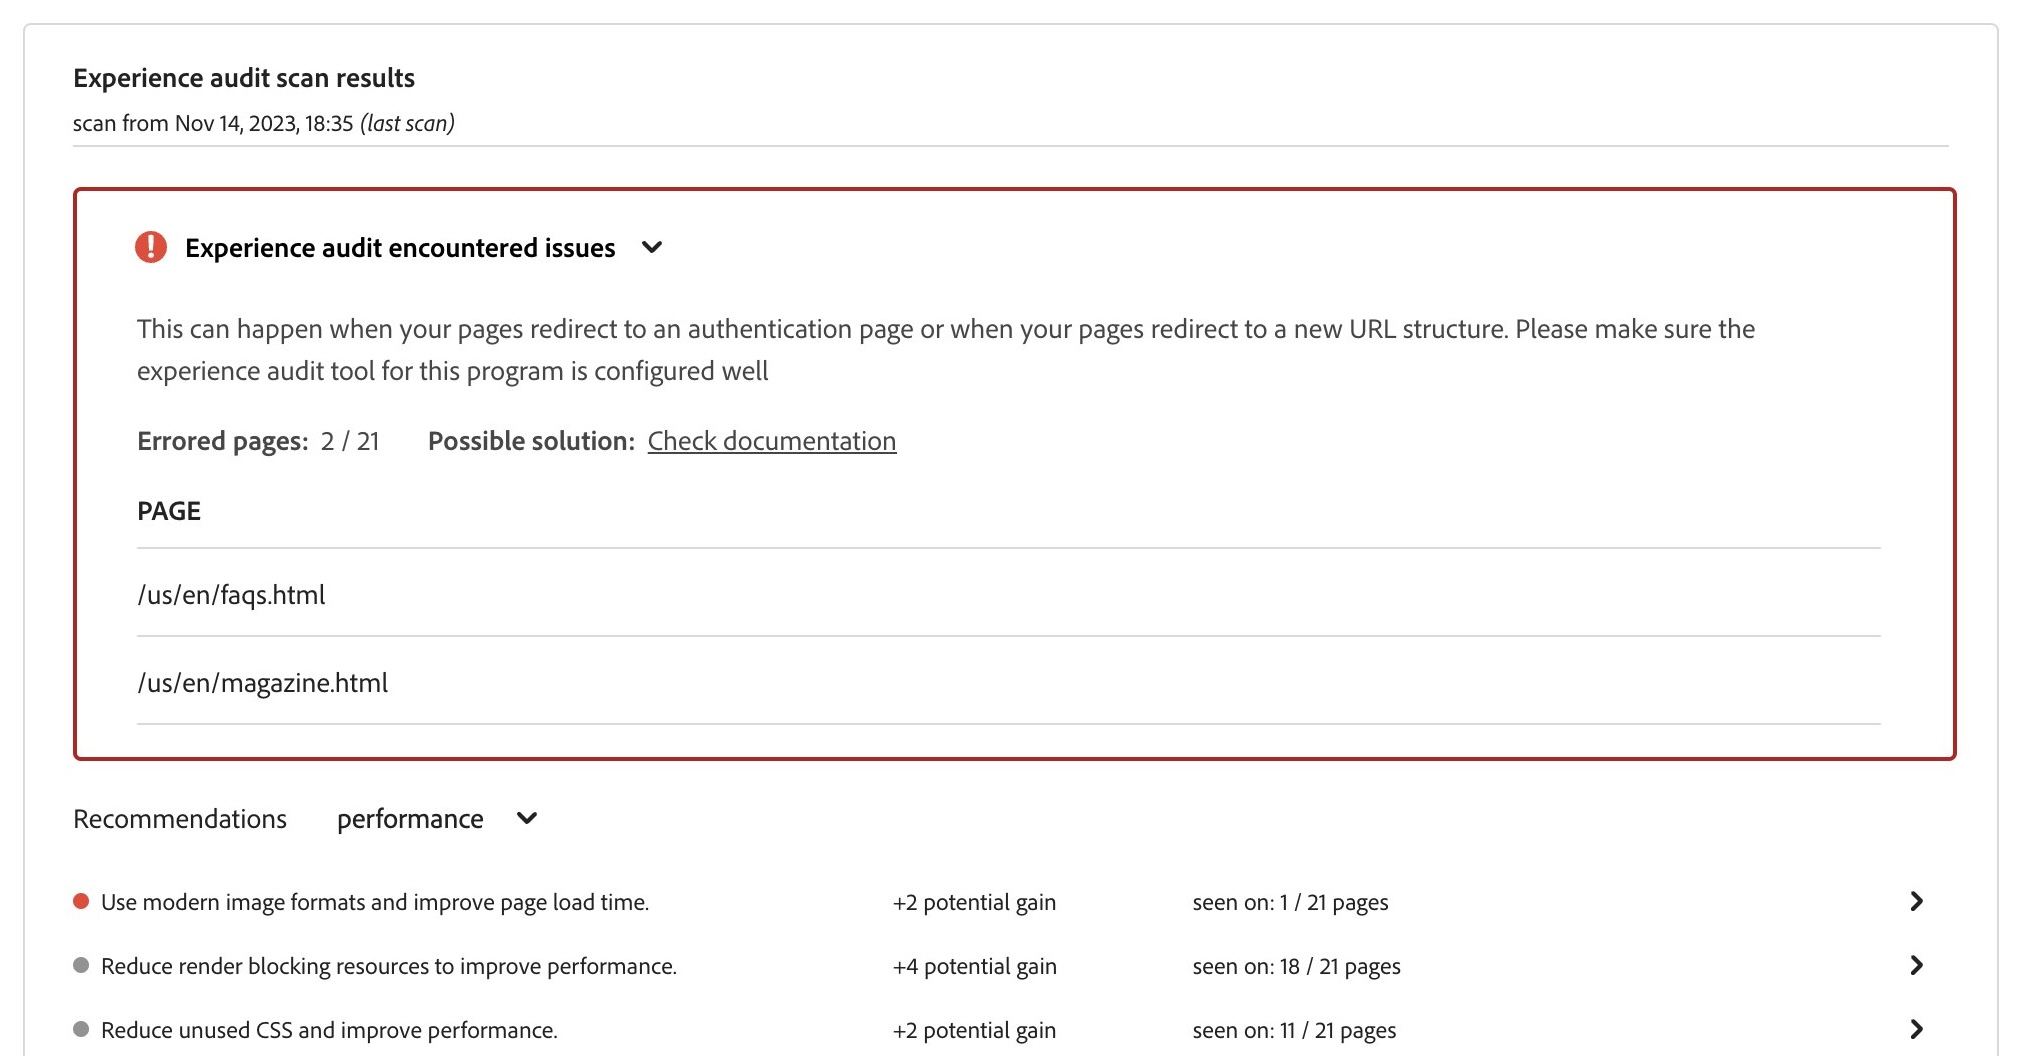 Experience audit scan results
scan from Nov 14, 2023, 18:35 (last scan)
Experience audit encountered issues
This can happen when your pages redirect to an authentication page or when your pages redirect to a new URL structure. Please make sure the
experience audit tool for this program is configured well
Errored pages: 2 / 21 Possible solution: Check documentation
PAGE
/us/en/faqs.html
/us/en/magazine.html
Recommendations performance
Use modern image formats and improve page load time. +2 potential gain seen on: 1 / 21 pages
Reduce render blocking resources to improve performance. +4 potential gain seen on: 18 / 21 pages
Reduce unused CSS and improve performance. +2 potential gain seen on: 11 / 21 pages